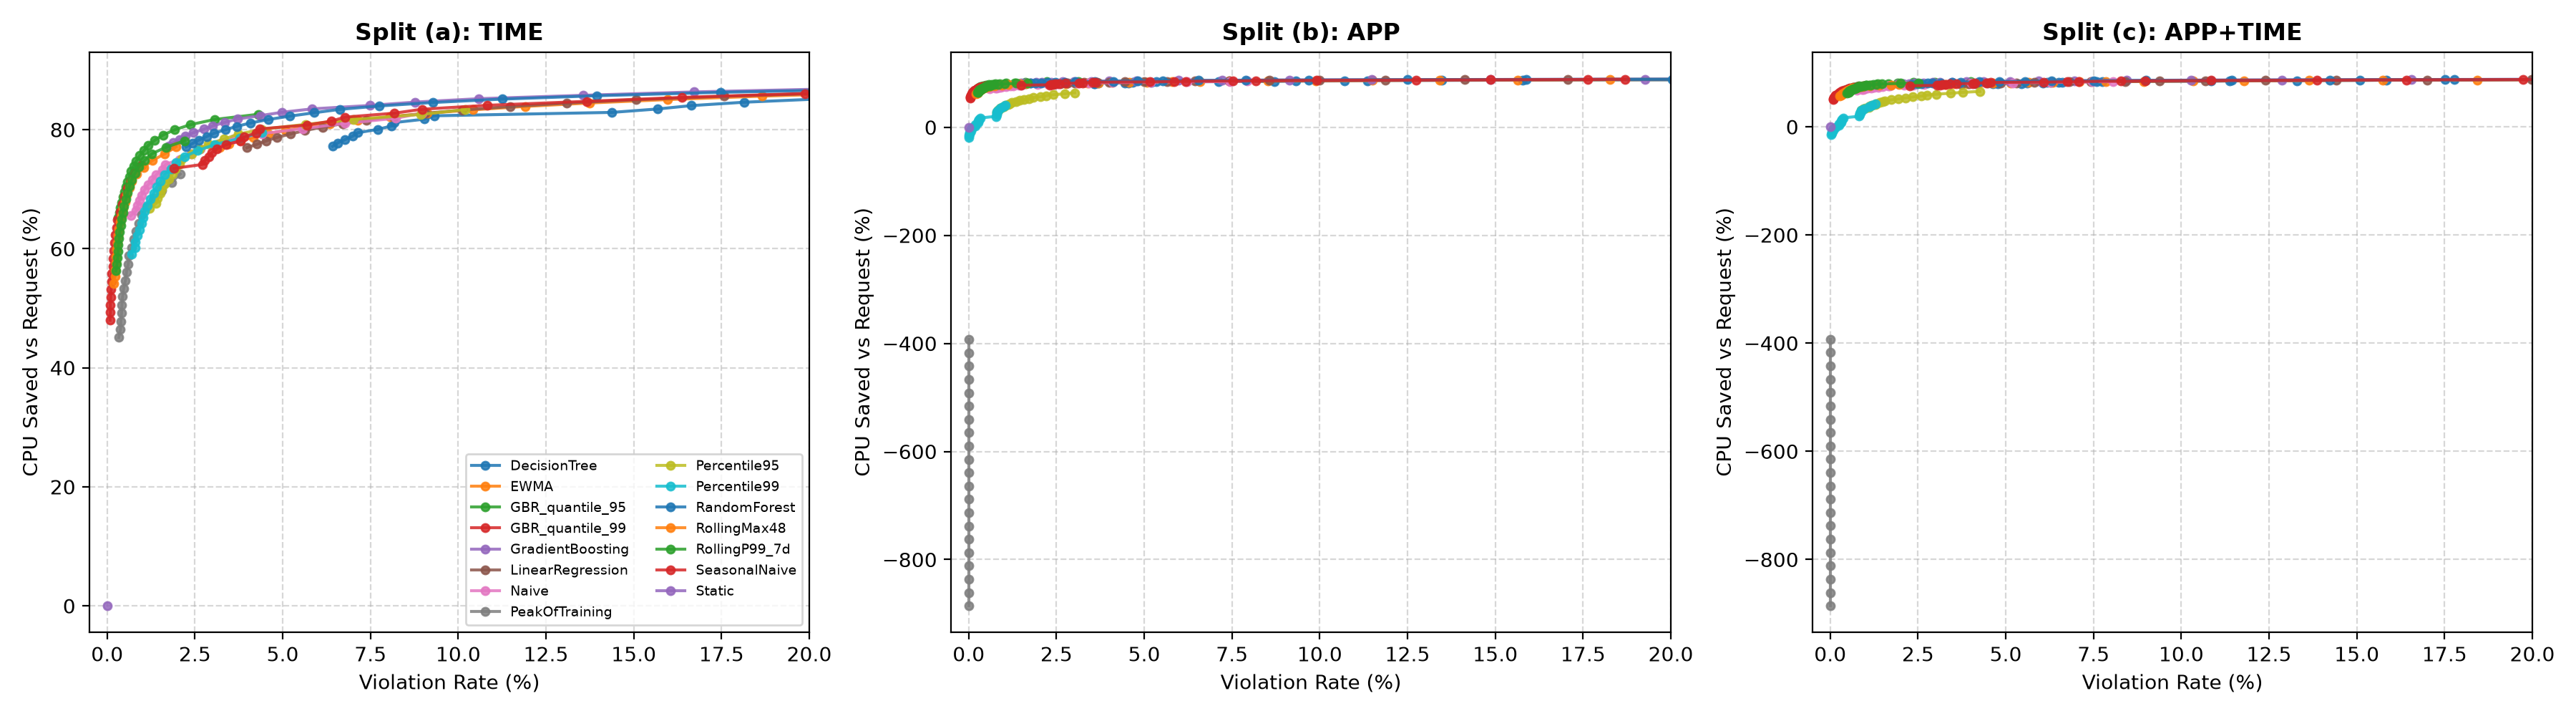 Split (a): TIME
CPU Saved vs Request (%)
80
60
40
20
0
0.0 2.5 5.0 7.5 10.0 12.5 15.0 17.5 20.0
Violation Rate (%)
DecisionTree
EWMA
GBR_quantile_95
GBR_quantile_99
GradientBoosting
LinearRegression
Naive
PeakOfTraining
Percentile95
Percentile99
RandomForest
RollingMax48
RollingP99_7d
SeasonalNaive
Static
Split (b): APP
CPU Saved vs Request (%)
0
−200
−400
−600
−800
0.0 2.5 5.0 7.5 10.0 12.5 15.0 17.5 20.0
Violation Rate (%)
Split (c): APP+TIME
CPU Saved vs Request (%)
0
−200
−400
−600
−800
0.0 2.5 5.0 7.5 10.0 12.5 15.0 17.5 20.0
Violation Rate (%)